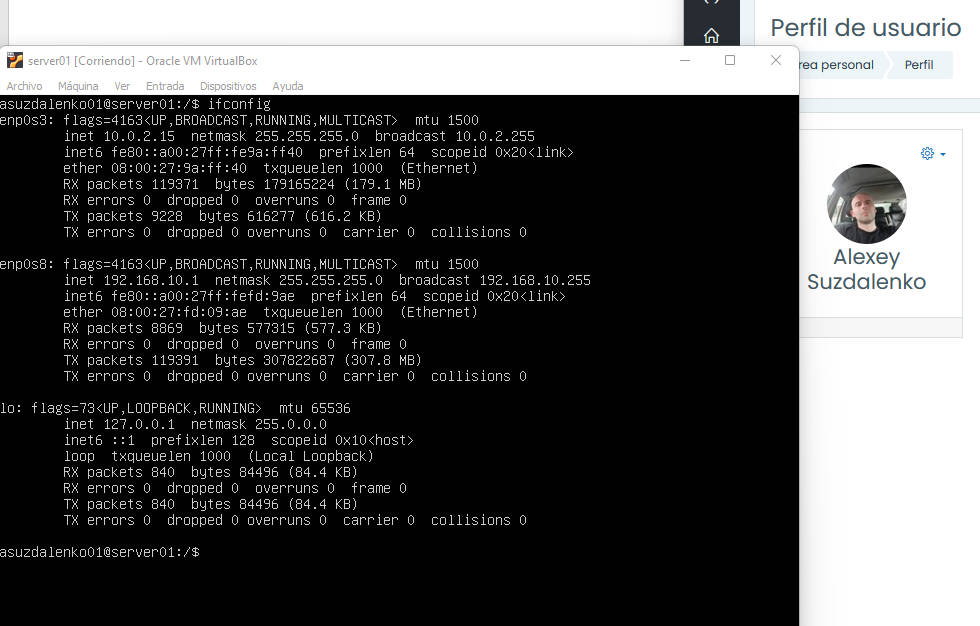 Perfil de usuario
rea personal
Perfil
server01 [Corriendo] - Oracle VM VirtualBox
Archivo Máquina Ver Entrada Dispositivos Ayuda
asuzdalenko01@server01:/$ ifconfig
enp0s3: flags=4163<UP,BROADCAST,RUNNING,MULTICAST>  mtu 1500
        inet 10.0.2.15  netmask 255.255.255.0  broadcast 10.0.2.255
        inet6 fe80::a00:27ff:fe9a:ff40  prefixlen 64  scopeid 0x20<link>
        ether 08:00:27:9a:ff:40  txqueuelen 1000  (Ethernet)
        RX packets 119371  bytes 179165224 (179.1 MB)
        RX errors 0  dropped 0  overruns 0  frame 0
        TX packets 9228  bytes 616277 (616.2 KB)
        TX errors 0  dropped 0 overruns 0  carrier 0  collisions 0
enp0s8: flags=4163<UP,BROADCAST,RUNNING,MULTICAST>  mtu 1500
        inet 192.168.10.1  netmask 255.255.255.0  broadcast 192.168.10.255
        inet6 fe80::a00:27ff:fefd:9ae  prefixlen 64  scopeid 0x20<link>
        ether 08:00:27:fd:09:ae  txqueuelen 1000  (Ethernet)
        RX packets 8869  bytes 577315 (577.3 KB)
        RX errors 0  dropped 0  overruns 0  frame 0
        TX packets 119391  bytes 307822687 (307.8 MB)
        TX errors 0  dropped 0 overruns 0  carrier 0  collisions 0
lo: flags=73<UP,LOOPBACK,RUNNING>  mtu 65536
        inet 127.0.0.1  netmask 255.0.0.0
        inet6 ::1  prefixlen 128  scopeid 0x10<host>
        loop  txqueuelen 1000  (Local Loopback)
        RX packets 840  bytes 84496 (84.4 KB)
        RX errors 0  dropped 0  overruns 0  frame 0
        TX packets 840  bytes 84496 (84.4 KB)
        TX errors 0  dropped 0 overruns 0  carrier 0  collisions 0
asuzdalenko01@server01:/$
Alexey
Suzdalenko